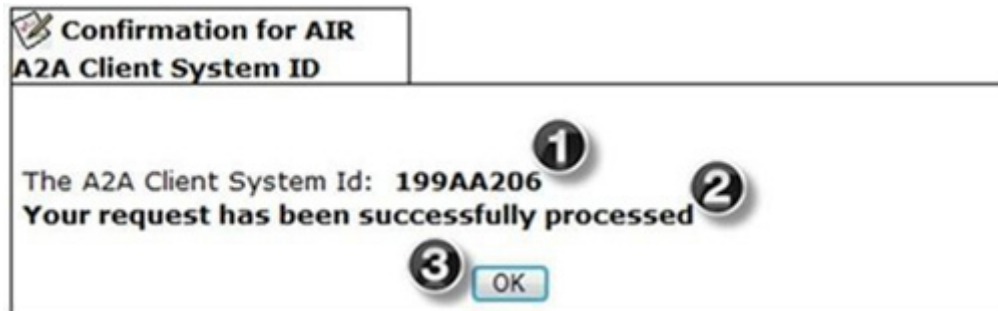 Confirmation for AIR
A2A Client System ID
1
The A2A Client System Id: 199AA206
2
Your request has been successfully processed
3 OK